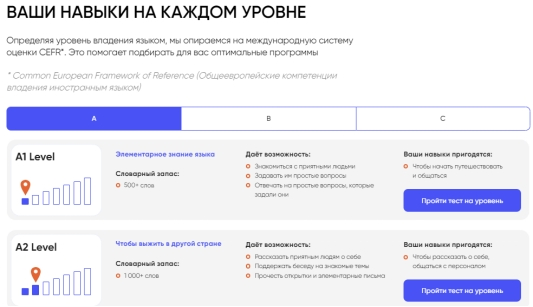 ВАШИ НАВЫКИ НА КАЖДОМ УРОВНЕ
Определяя уровень владения языком, мы опираемся на международную систему
оценки CEFR*. Это помогает подбирать для вас оптимальные программы
* Common European Framework of Reference (Общеевропейские компетенции
владения иностранным языком)
A B C
A1 Level
Элементарное знание языка
Словарный запас:
500+ слов
Даёт возможность:
Знакомиться с приятными людьми
Задавать им простые вопросы
Отвечать на простые вопросы, которые
задали они
Ваши навыки пригодятся:
Чтобы начать путешествовать
и общаться
Пройти тест на уровень
A2 Level
Чтобы выжить в другой стране
Словарный запас:
1 000+ слов
Даёт возможность:
Рассказать приятным людям о себе
Поддержать беседу на знакомые темы
Прочесть открытки и элементарные письма
Ваши навыки пригодятся:
Чтобы рассказать о себе,
общаться с персоналом
Пройти тест на уровень